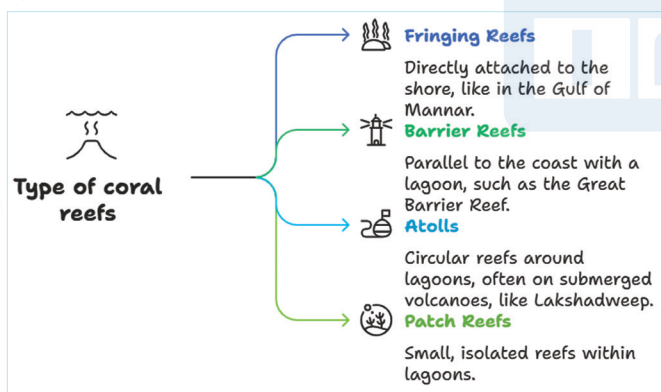 Type of coral
reefs
Fringing Reefs
Directly attached to the
shore, like in the Gulf of
Mannar.
Barrier Reefs
Parallel to the coast with a
lagoon, such as the Great
Barrier Reef.
Atolls
Circular reefs around
lagoons, often on submerged
volcanoes, like Lakshadweep.
Patch Reefs
Small, isolated reefs within
lagoons.